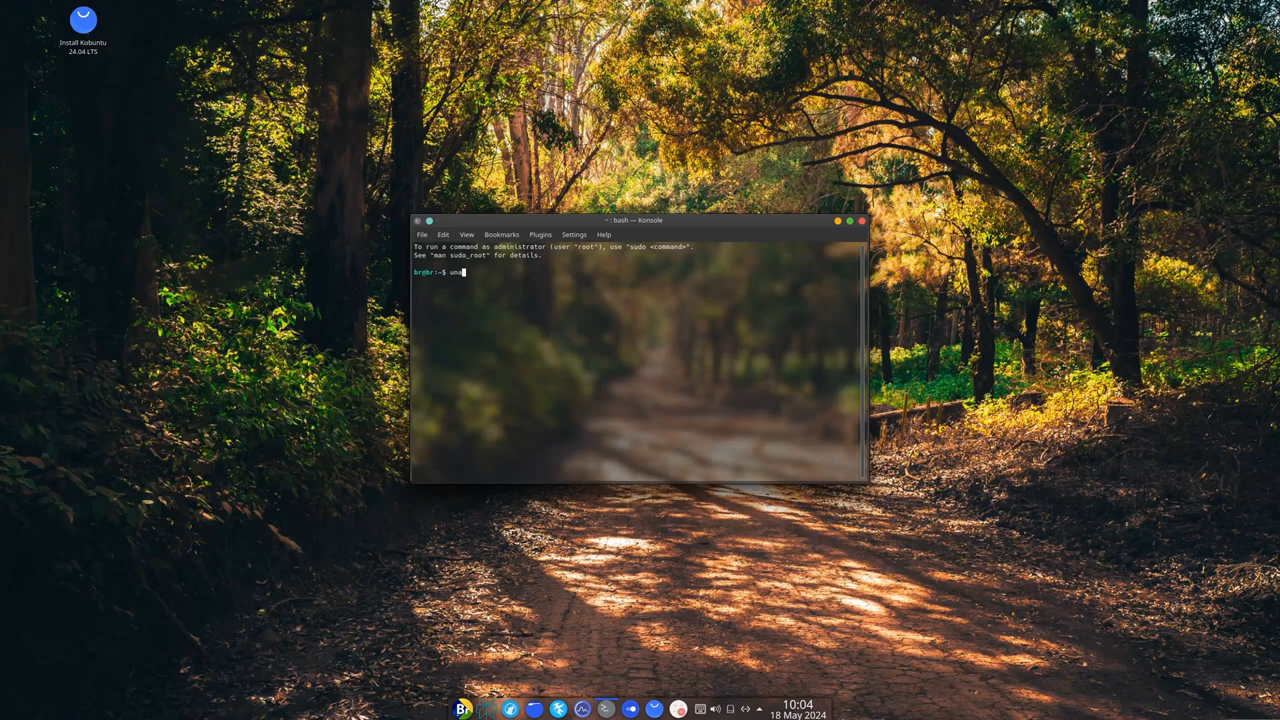 Install Kubuntu
24.04 LTS
~ : bash — Konsole
File Edit View Bookmarks Plugins Settings Help
To run a command as administrator (user "root"), use "sudo <command>".
See "man sudo_root" for details.
br@br:~$ una
Br
10:04
18 May 2024